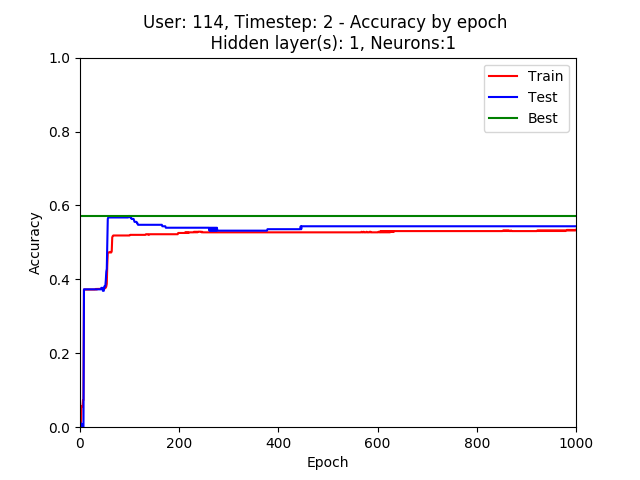 User: 114, Timestep: 2 - Accuracy by epoch
Hidden layer(s): 1, Neurons:1
1.0
0.8
0.6
0.4
0.2
0.0
Accuracy
Train
Test
Best
0 200 400 600 800 1000
Epoch